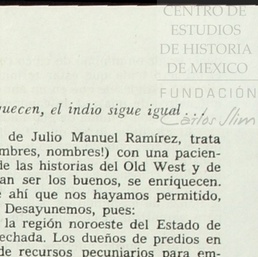 CENTRO DE
ESTUDIOS
DE HISTORIA
DE MEXICO
FUNDACIÓN
Carlos Slim
quecen, el indio sigue igual...
de Julio Manuel Ramírez, trata
ombres, nombres!) con una pacien-
de las historias del Old West y de
an ser los buenos, se enriquecen.
e ahí que nos hayamos permitido,
Desayunemos, pues:
la región noroeste del Estado de
echada. Los dueños de predios en
de recursos pecuniarios para em-